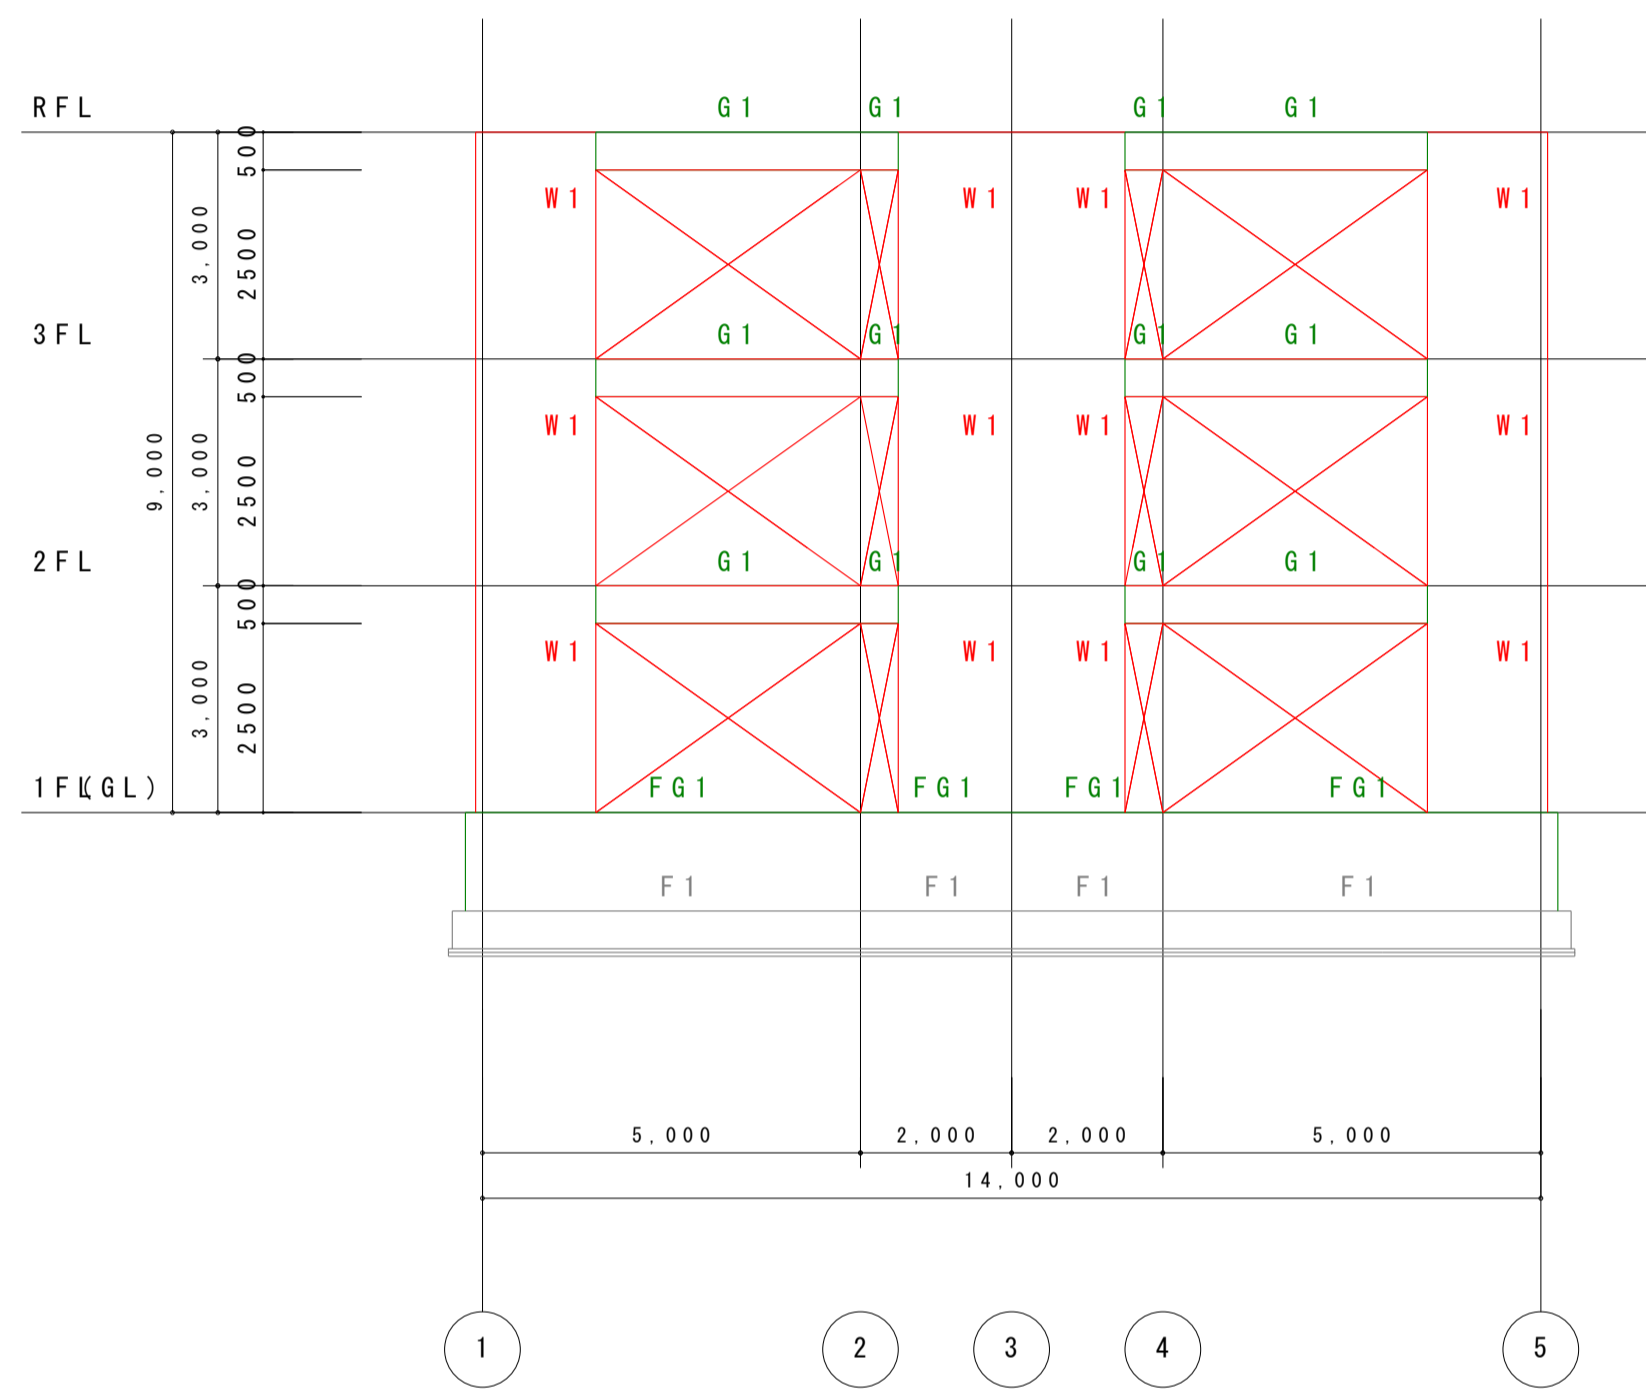 RFL G1 G1 G1 G1
500
W1 W1 W1 W1
3,000 2500
3FL G1 G1 G1 G1
500
W1 W1 W1 W1
9,000 3,000 2500
2FL G1 G1 G1 G1
500
W1 W1 W1 W1
3,000 2500
1FL(GL) FG1 FG1 FG1 FG1
F1 F1 F1 F1
5,000 2,000 2,000 5,000
14,000
1 2 3 4 5